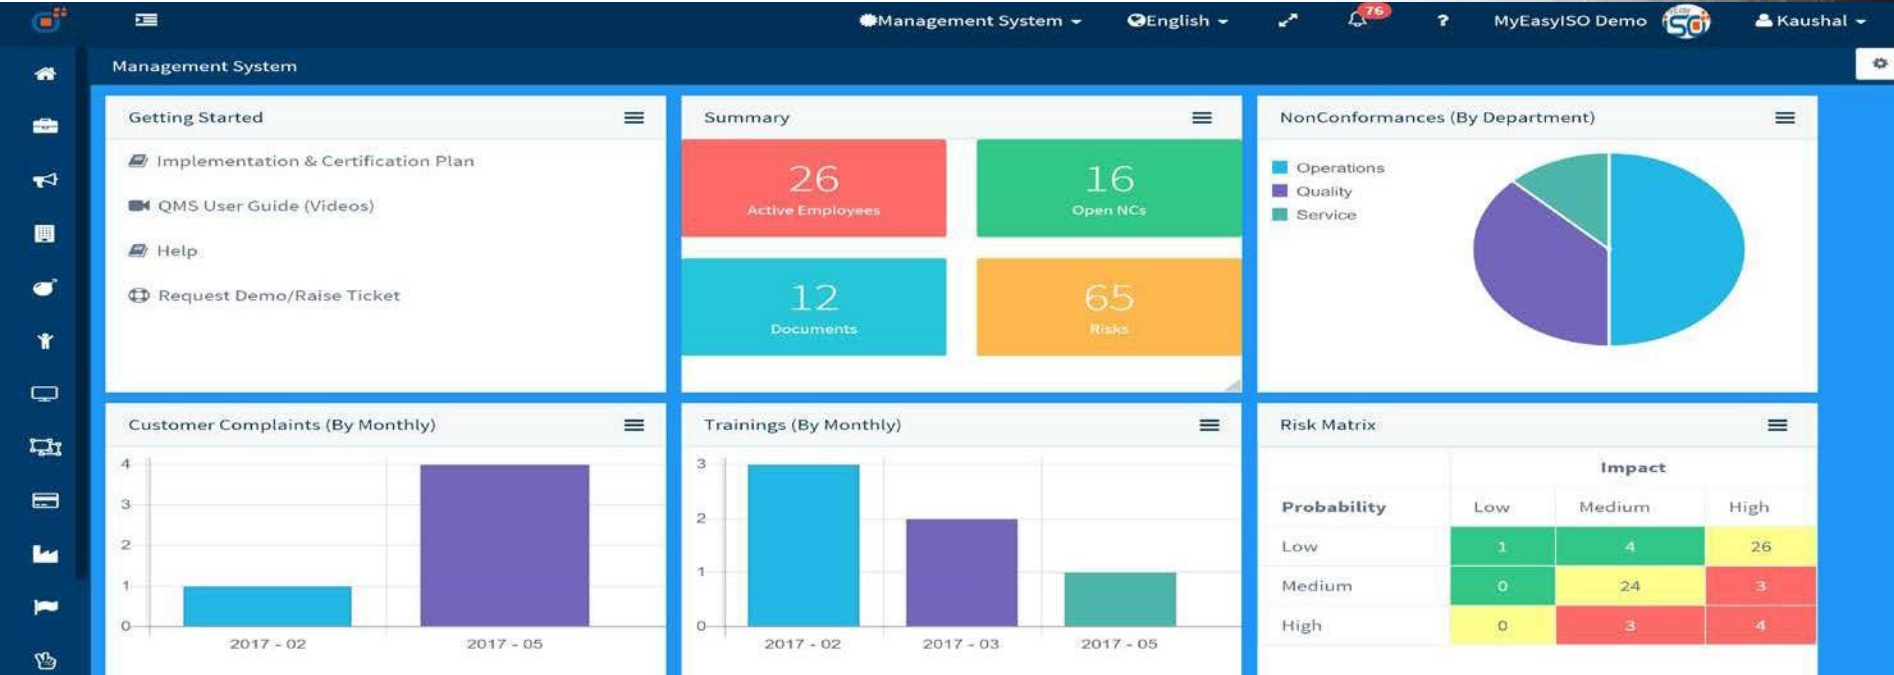 Management System
English
76
?
MyEasyISO Demo
Kaushal
Management System
Getting Started
Implementation & Certification Plan
QMS User Guide (Videos)
Help
Request Demo/Raise Ticket
Summary
26
Active Employees
16
Open NCs
12
Documents
65
Risks
NonConformances (By Department)
Operations
Quality
Service
Customer Complaints (By Monthly)
4
3
2
1
0
2017 - 02
2017 - 05
Trainings (By Monthly)
3
2
1
0
2017 - 02
2017 - 03
2017 - 05
Risk Matrix
Impact
Probability
Low
Medium
High
Low
1
4
26
Medium
0
24
3
High
0
3
4